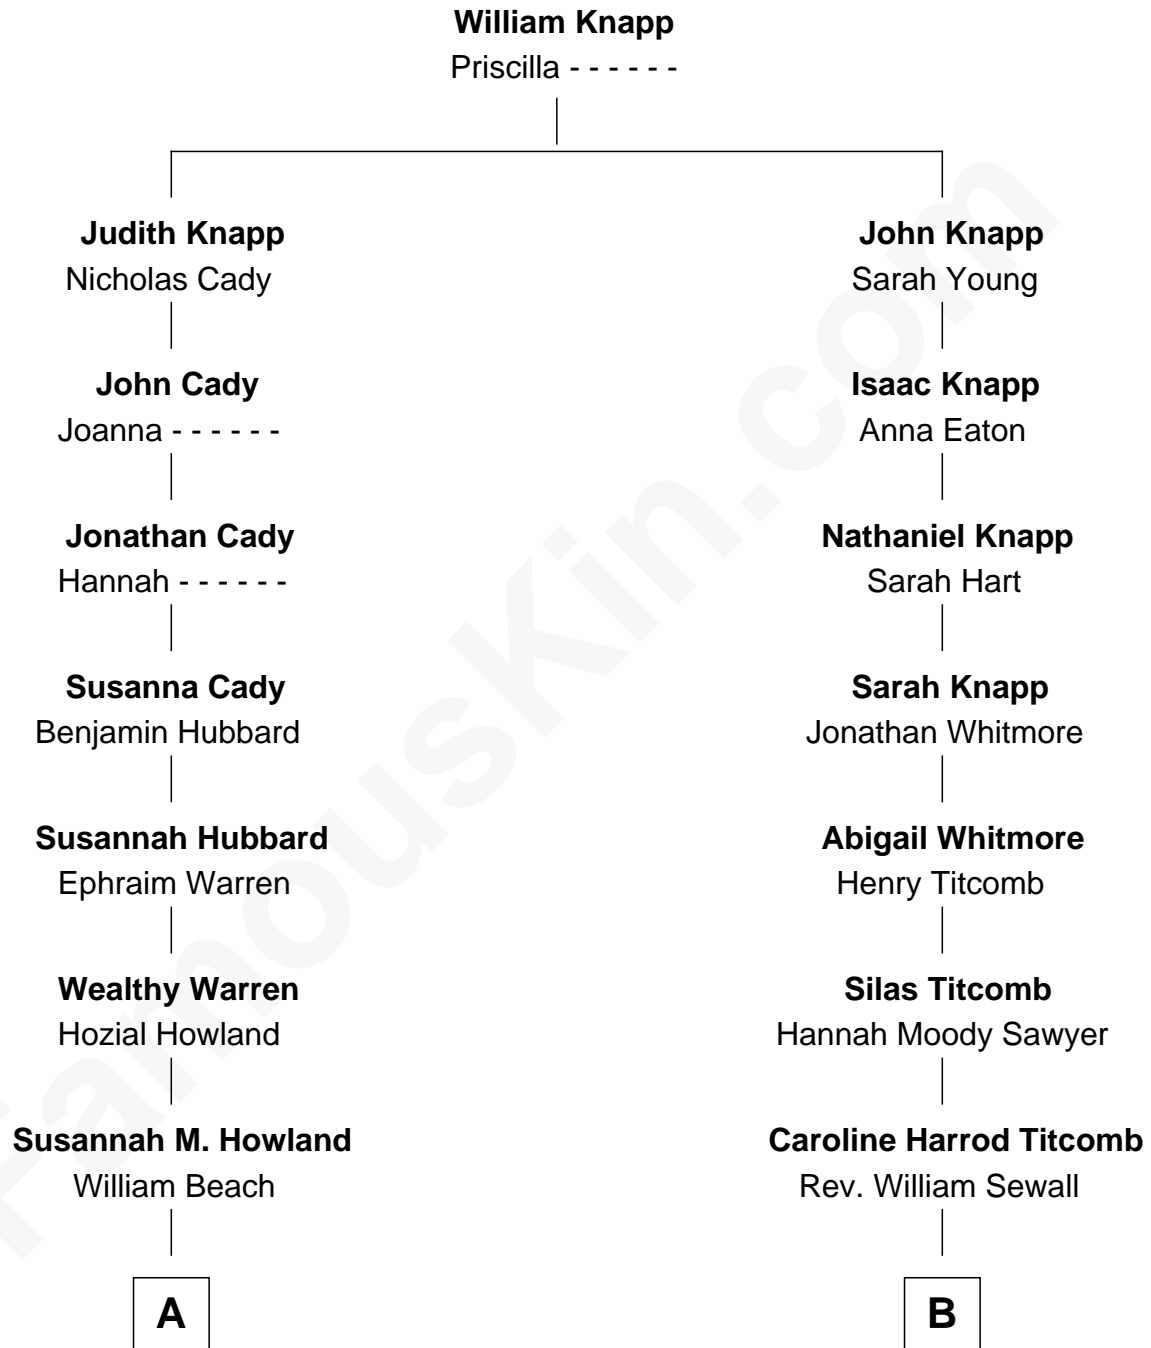 William Knapp
Priscilla - - - - - -
Judith Knapp
Nicholas Cady
John Knapp
Sarah Young
John Cady
Joanna - - - - - -
Isaac Knapp
Anna Eaton
Jonathan Cady
Hannah - - - - - -
Nathaniel Knapp
Sarah Hart
Susanna Cady
Benjamin Hubbard
Sarah Knapp
Jonathan Whitmore
Susannah Hubbard
Ephraim Warren
Abigail Whitmore
Henry Titcomb
Wealthy Warren
Hozial Howland
Silas Titcomb
Hannah Moody Sawyer
Susannah M. Howland
William Beach
Caroline Harrod Titcomb
Rev. William Sewall
A
B
FamousKin.com